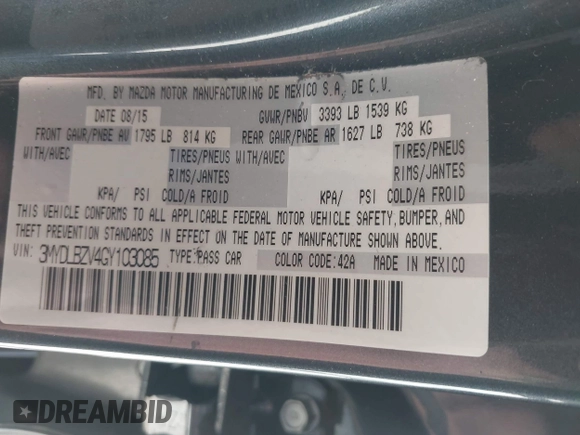 MFD. BY MAZDA MOTOR MANUFACTURING DE MEXICO S.A. DE C.V.
DATE 08/15 GVWR/PNBV 3393 LB 1539 KG
FRONT GAWR/PNBE AV 1795 LB 814 KG REAR GAWR/PNBE AR 1627 LB 738 KG
WITH/AVEC TIRES/PNEUS WITH/AVEC TIRES/PNEUS
RIMS/JANTES RIMS/JANTES
KPA/ PSI COLD/A FROID KPA/ PSI COLD/A FROID
THIS VEHICLE CONFORMS TO ALL APPLICABLE FEDERAL MOTOR VEHICLE SAFETY,BUMPER,AND
THEFT PREVENTION STANDARDS IN EFFECT ON THE DATE OF MANUFACTURE SHOWN ABOVE.
VIN: 3MYDLBZV4GY103085 TYPE:PASS CAR COLOR CODE:42A MADE IN MEXICO
DREAMBID